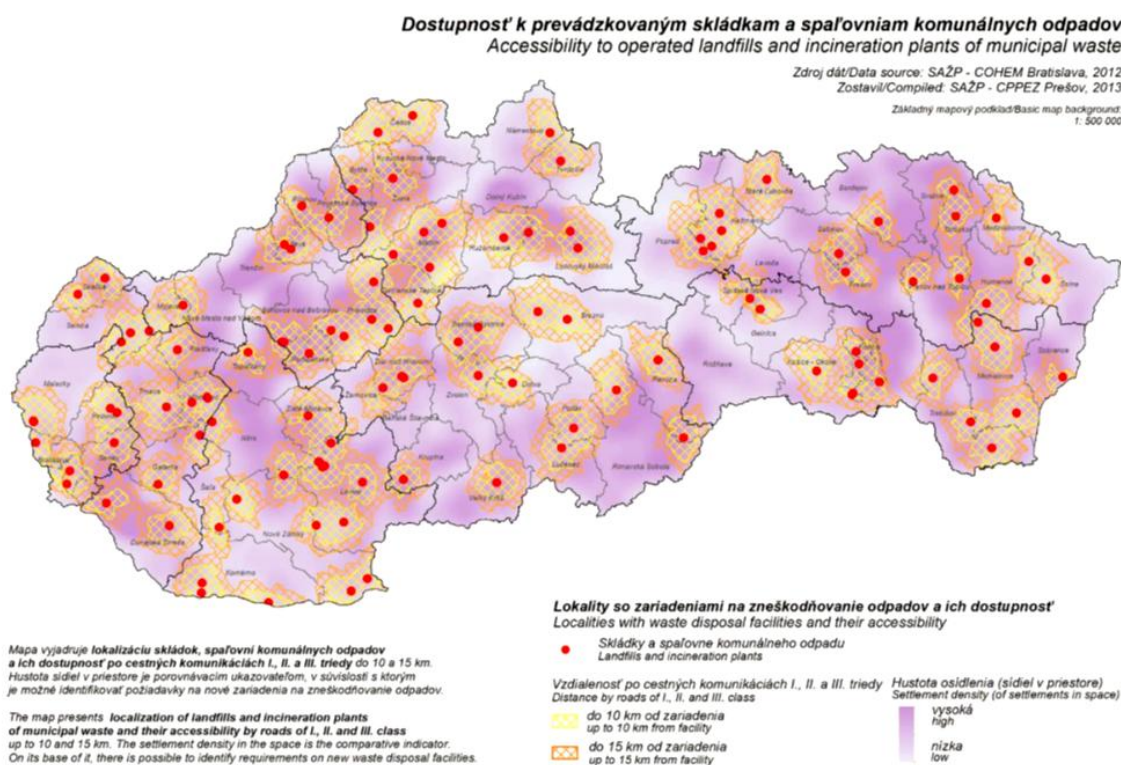 Dostupnosť k prevádzkovaným skládkam a spaľovniam komunálnych odpadov
Accessibility to operated landfills and incineration plants of municipal waste
Zdroj dát/Data source: SAŽP - COHEM Bratislava, 2012
Zostavil/Compiled: SAŽP - CPPEZ Prešov, 2013
Základný mapový podklad/Basic map background:
1: 500 000
Čadca
Námestovo
Tvrdošín
Kysucké Nové Mesto
Bytča
Žilina
Dolný Kubín
Stará Ľubovňa
Bardejov
Svidník
Stropkov
Medzilaborce
Považská Bystrica
Púchov
Ilava
Martin
Ružomberok
Liptovský Mikuláš
Poprad
Kežmarok
Sabinov
Levoča
Prešov
Vranov nad Topľou
Humenné
Snina
Trenčín
Turčianske Teplice
Spišská Nová Ves
Gelnica
Skalica
Myjava
Senica
Nové Mesto nad Váhom
Bánovce nad Bebravou
Prievidza
Banská Bystrica
Brezno
Rožňava
Košice - Okolie
Michalovce
Sobrance
Piešťany
Topoľčany
Partizánske
Žiar nad Hronom
Malacky
Trnava
Hlohovec
Zlaté Moravce
Žarnovica
Zvolen
Detva
Revúca
Trebišov
Pezinok
Banská Štiavnica
Poltár
Senec
Nitra
Krupina
Lučenec
Rimavská Sobota
Bratislava
Galanta
Šaľa
Levice
Veľký Krtíš
Dunajská Streda
Nové Zámky
Komárno
Lokality so zariadeniami na zneškodňovanie odpadov a ich dostupnosť
Localities with waste disposal facilities and their accessibility
Skládky a spaľovne komunálneho odpadu
Landfills and incineration plants
Vzdialenosť po cestných komunikáciách I., II. a III. triedy
Distance by roads of I., II. and III. class
do 10 km od zariadenia
up to 10 km from facility
do 15 km od zariadenia
up to 15 km from facility
Hustota osídlenia (sídiel v priestore)
Settlement density (of settlements in space)
vysoká
high
nízka
low
Mapa vyjadruje lokalizáciu skládok, spaľovní komunálnych odpadov
a ich dostupnosť po cestných komunikáciách I., II. a III. triedy do 10 a 15 km.
Hustota sídiel v priestore je porovnávacím ukazovateľom, v súvislosti s ktorým
je možné identifikovať požiadavky na nové zariadenia na zneškodňovanie odpadov.
The map presents localization of landfills and incineration plants
of municipal waste and their accessibility by roads of I., II. and III. class
up to 10 and 15 km. The settlement density in the space is the comparative indicator.
On its base of it, there is possible to identify requirements on new waste disposal facilities.